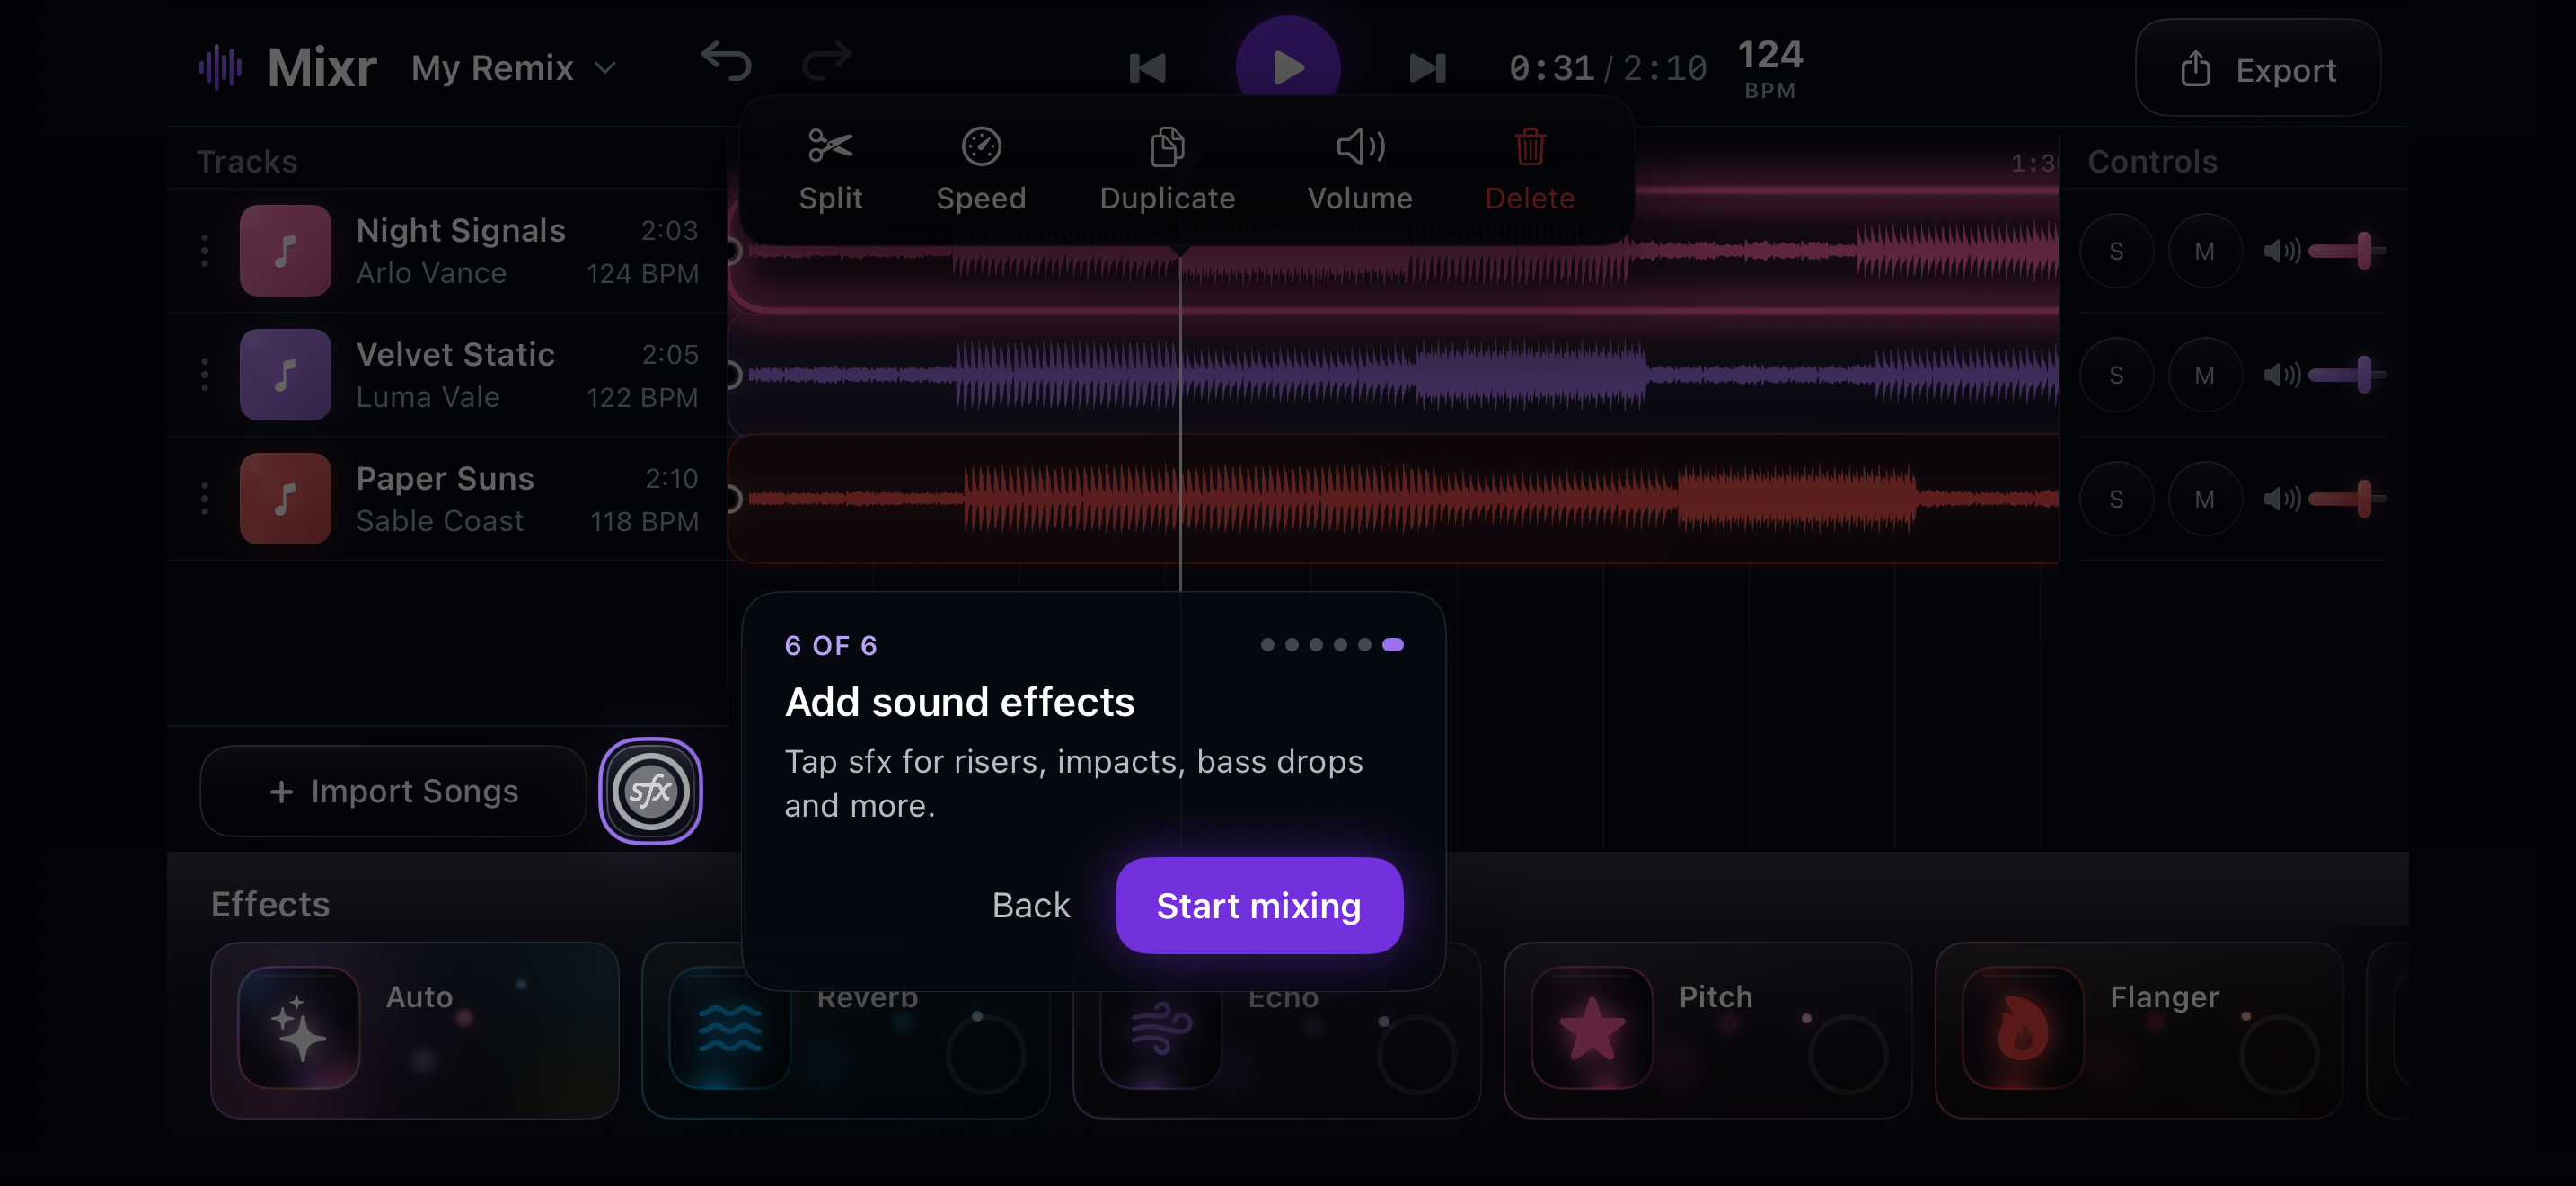 Mixr
My Remix
0:31 / 2:10
124
BPM
Export
Tracks
Split
Speed
Duplicate
Volume
Delete
Controls
Night Signals
2:03
Arlo Vance
124 BPM
S
M
Velvet Static
2:05
Luma Vale
122 BPM
S
M
Paper Suns
2:10
Sable Coast
118 BPM
S
M
6 OF 6
Add sound effects
Tap sfx for risers, impacts, bass drops
and more.
Back
Start mixing
+ Import Songs
sfx
Effects
Auto
Reverb
Echo
Pitch
Flanger